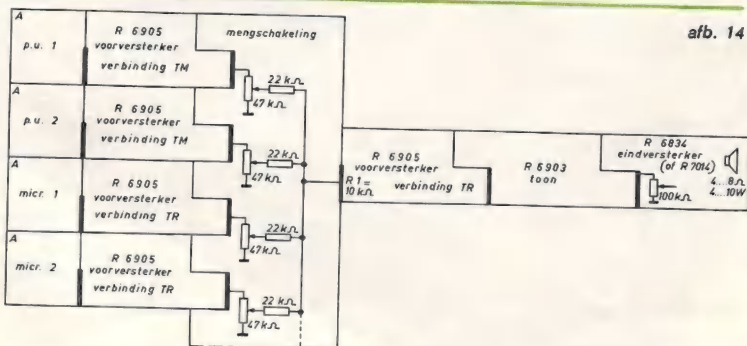 afb. 14
mengschakeling
A
p.u. 1
R 6905
voorversterker
verbinding TM
22 kΩ
47 kΩ
A
p.u. 2
R 6905
voorversterker
verbinding TM
22 kΩ
47 kΩ
A
micr. 1
R 6905
voorversterker
verbinding TR
22 kΩ
47 kΩ
A
micr. 2
R 6905
voorversterker
verbinding TR
22 kΩ
47 kΩ
R 6905
voorversterker
R 1 =
10 kΩ
verbinding TR
R 6903
toon
R 6834
eindversterker
(of R 7014)
100 kΩ
4...8Ω
4...10W